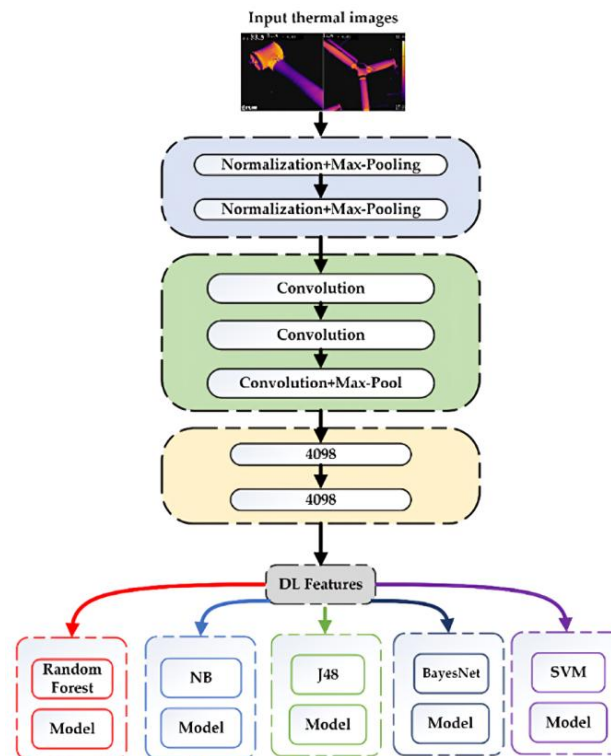 Input thermal images
Normalization+Max-Pooling
Normalization+Max-Pooling
Convolution
Convolution
Convolution+Max-Pool
4098
4098
DL Features
Random
Forest
Model
NB
Model
J48
Model
BayesNet
Model
SVM
Model